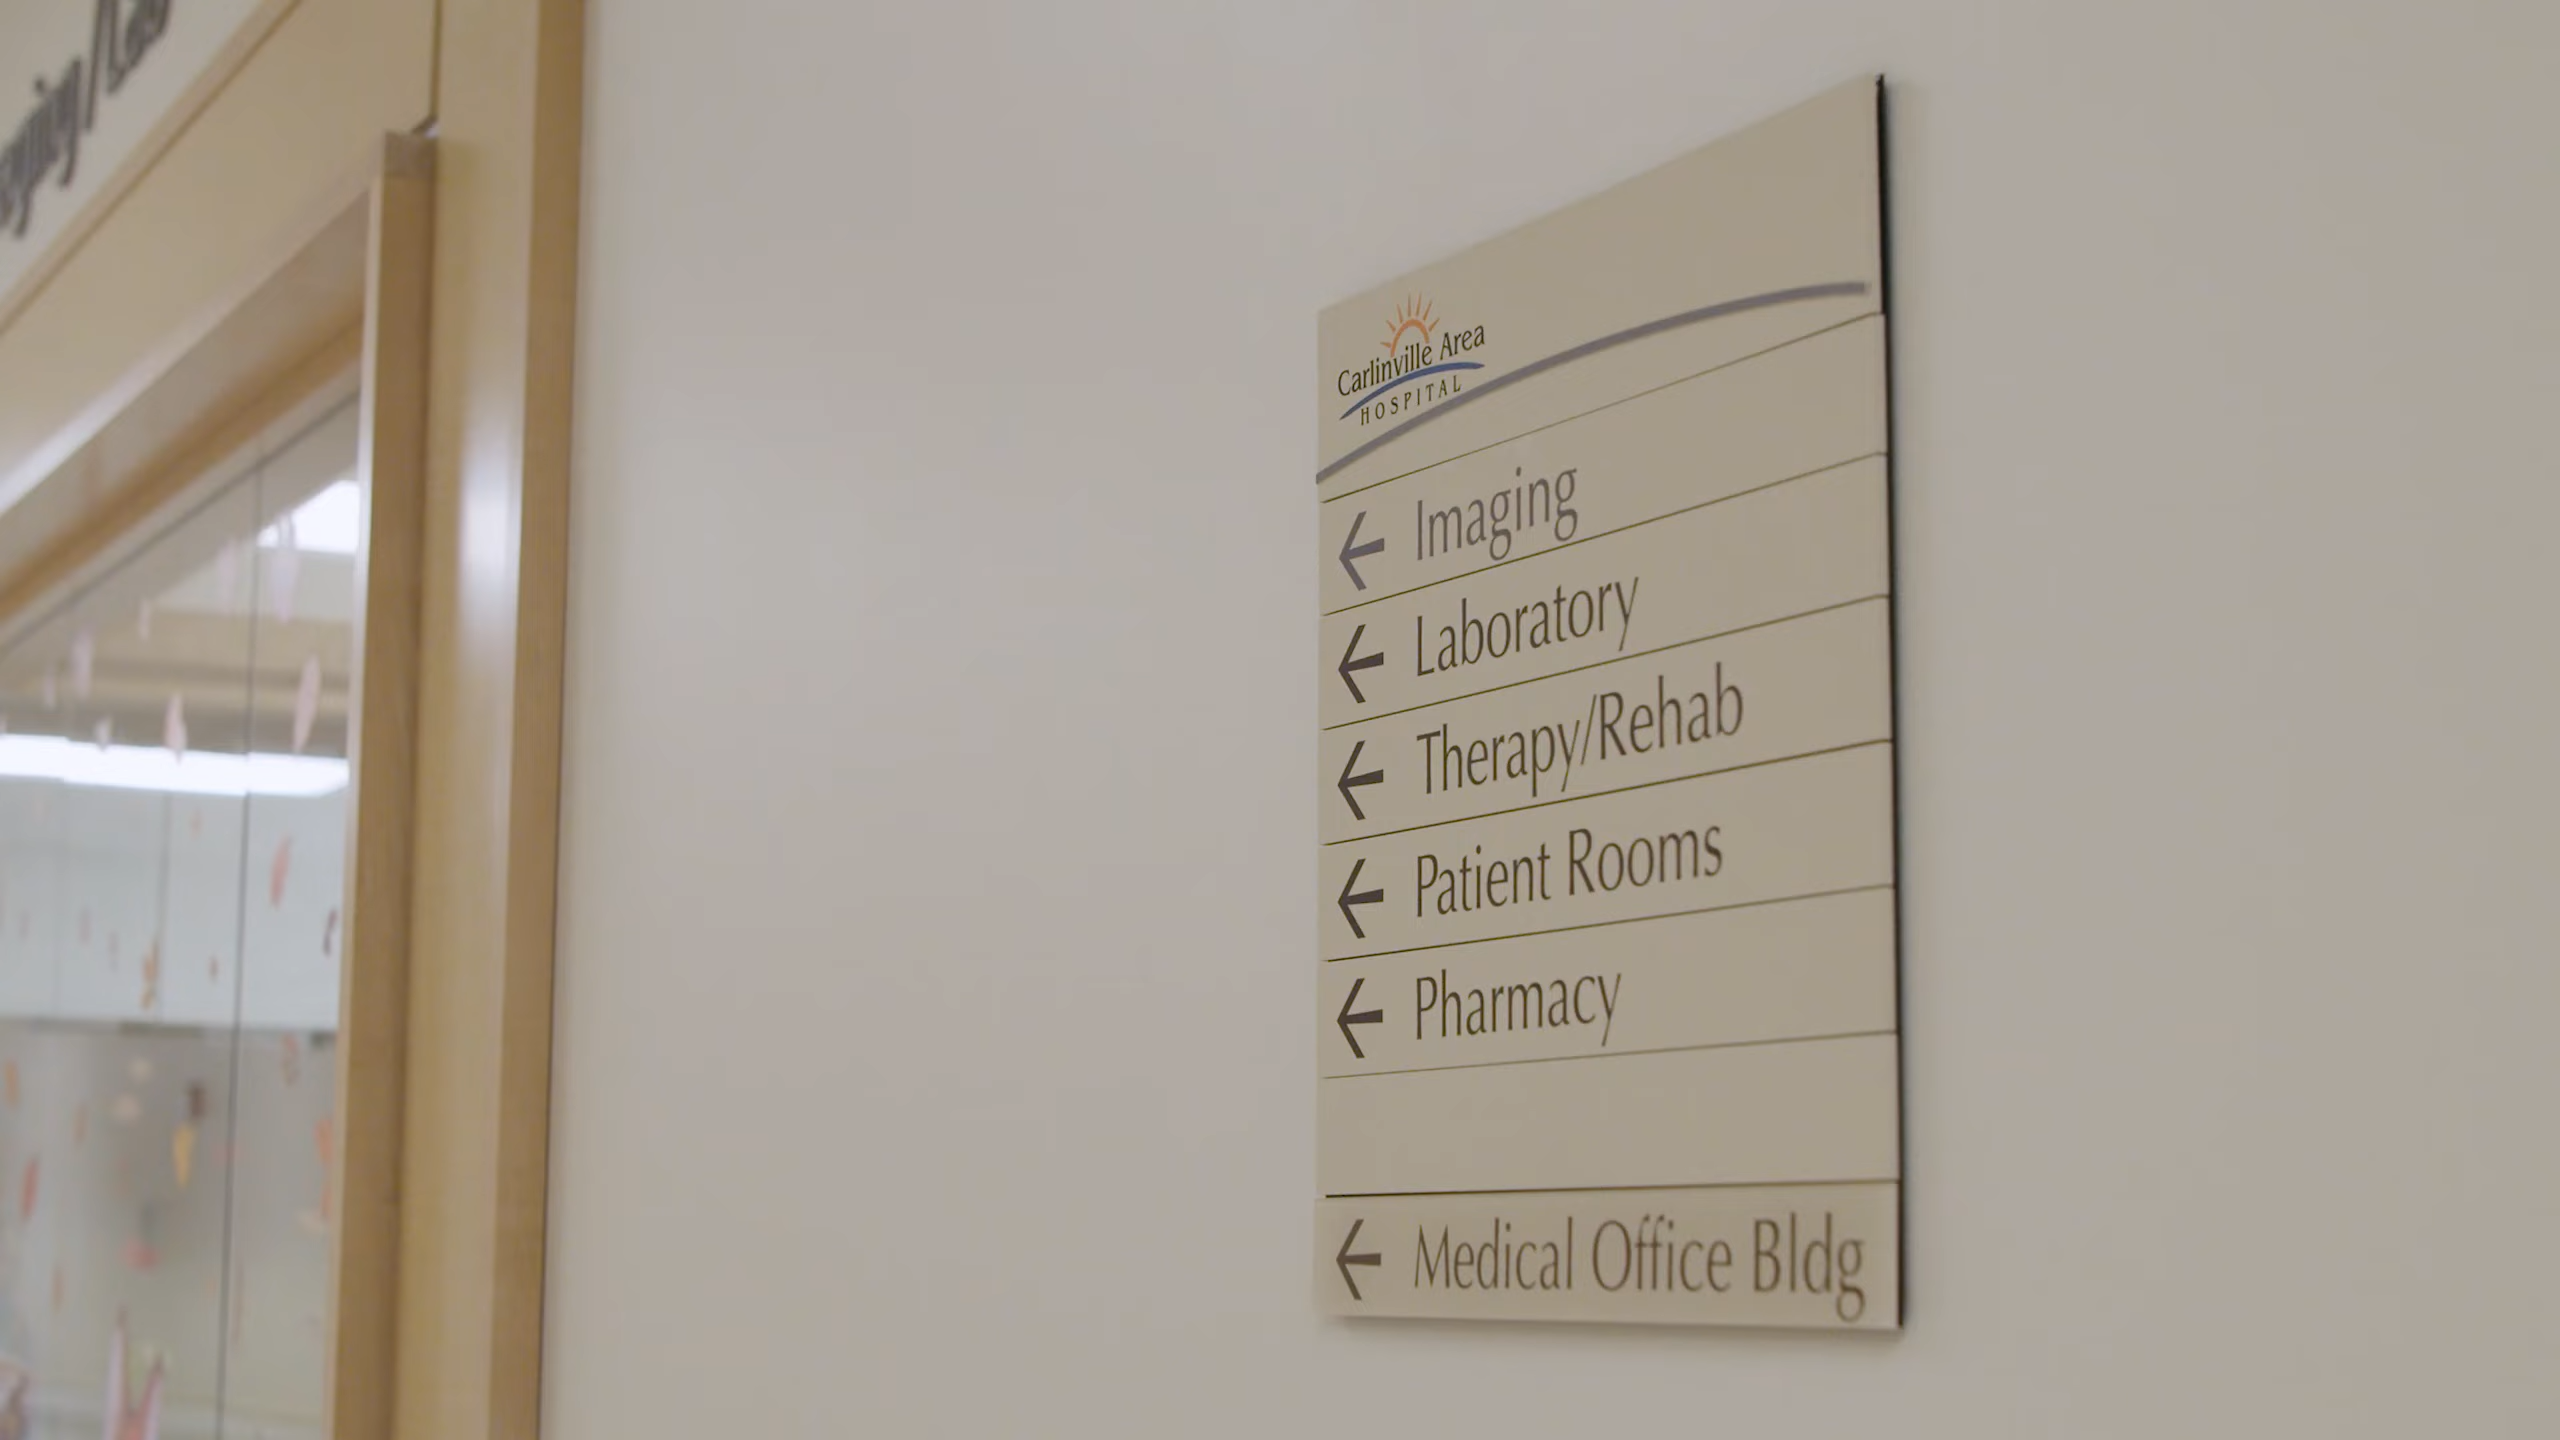 Carlinville Area
HOSPITAL
← Imaging
← Laboratory
← Therapy/Rehab
← Patient Rooms
← Pharmacy
← Medical Office Bldg